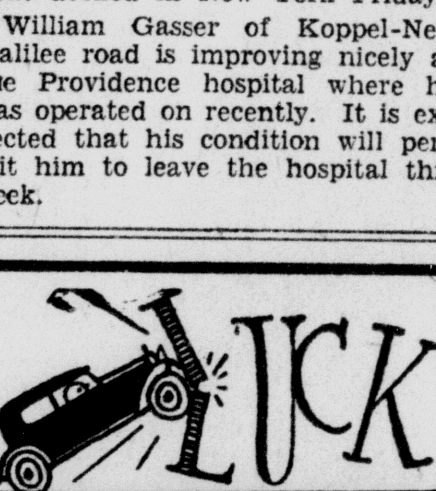 William Gasser of Koppel-Ne
alilee road is improving nicely a
e Providence hospital where h
as operated on recently. It is ex
cted that his condition will per
it him to leave the hospital thi
eek.
LUCK